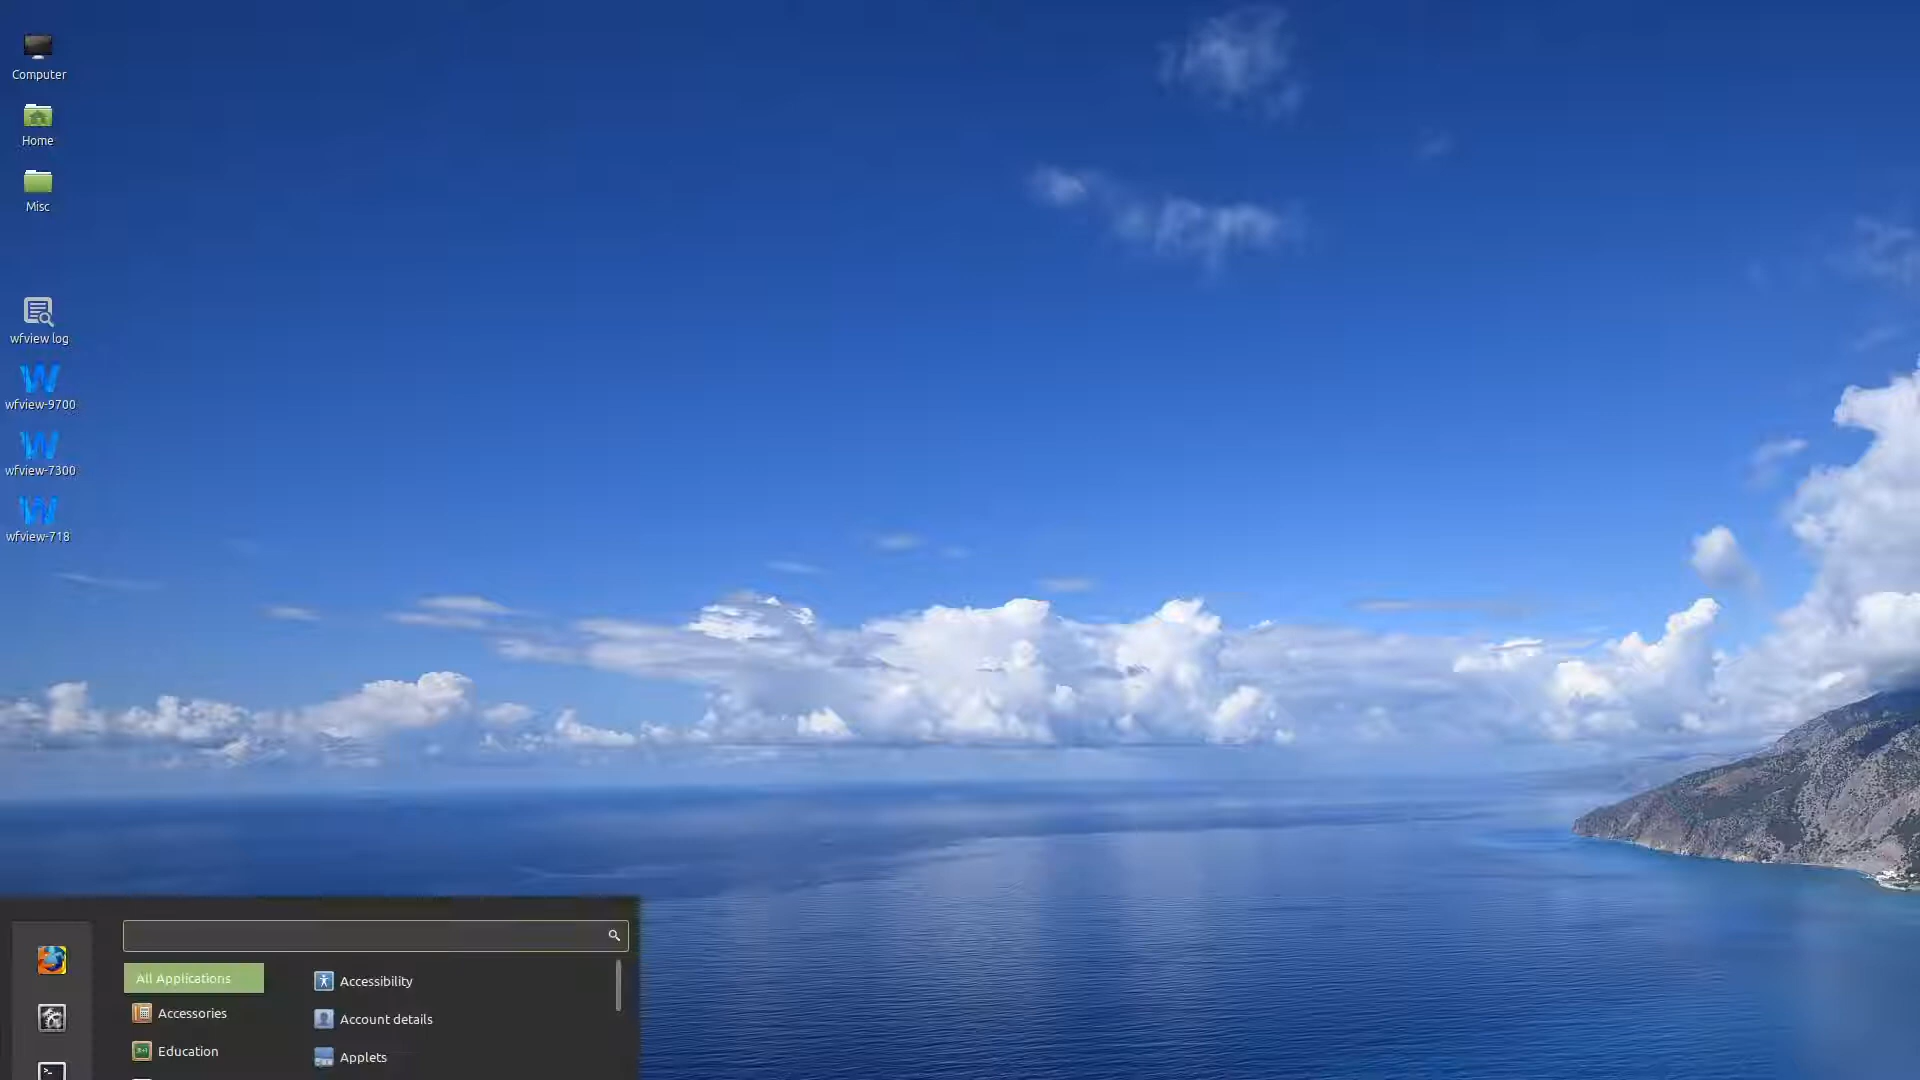 Computer
Home
Misc
wfview log
wfview-9700
wfview-7300
wfview-718
All Applications
Accessories
Education
Accessibility
Account details
Applets